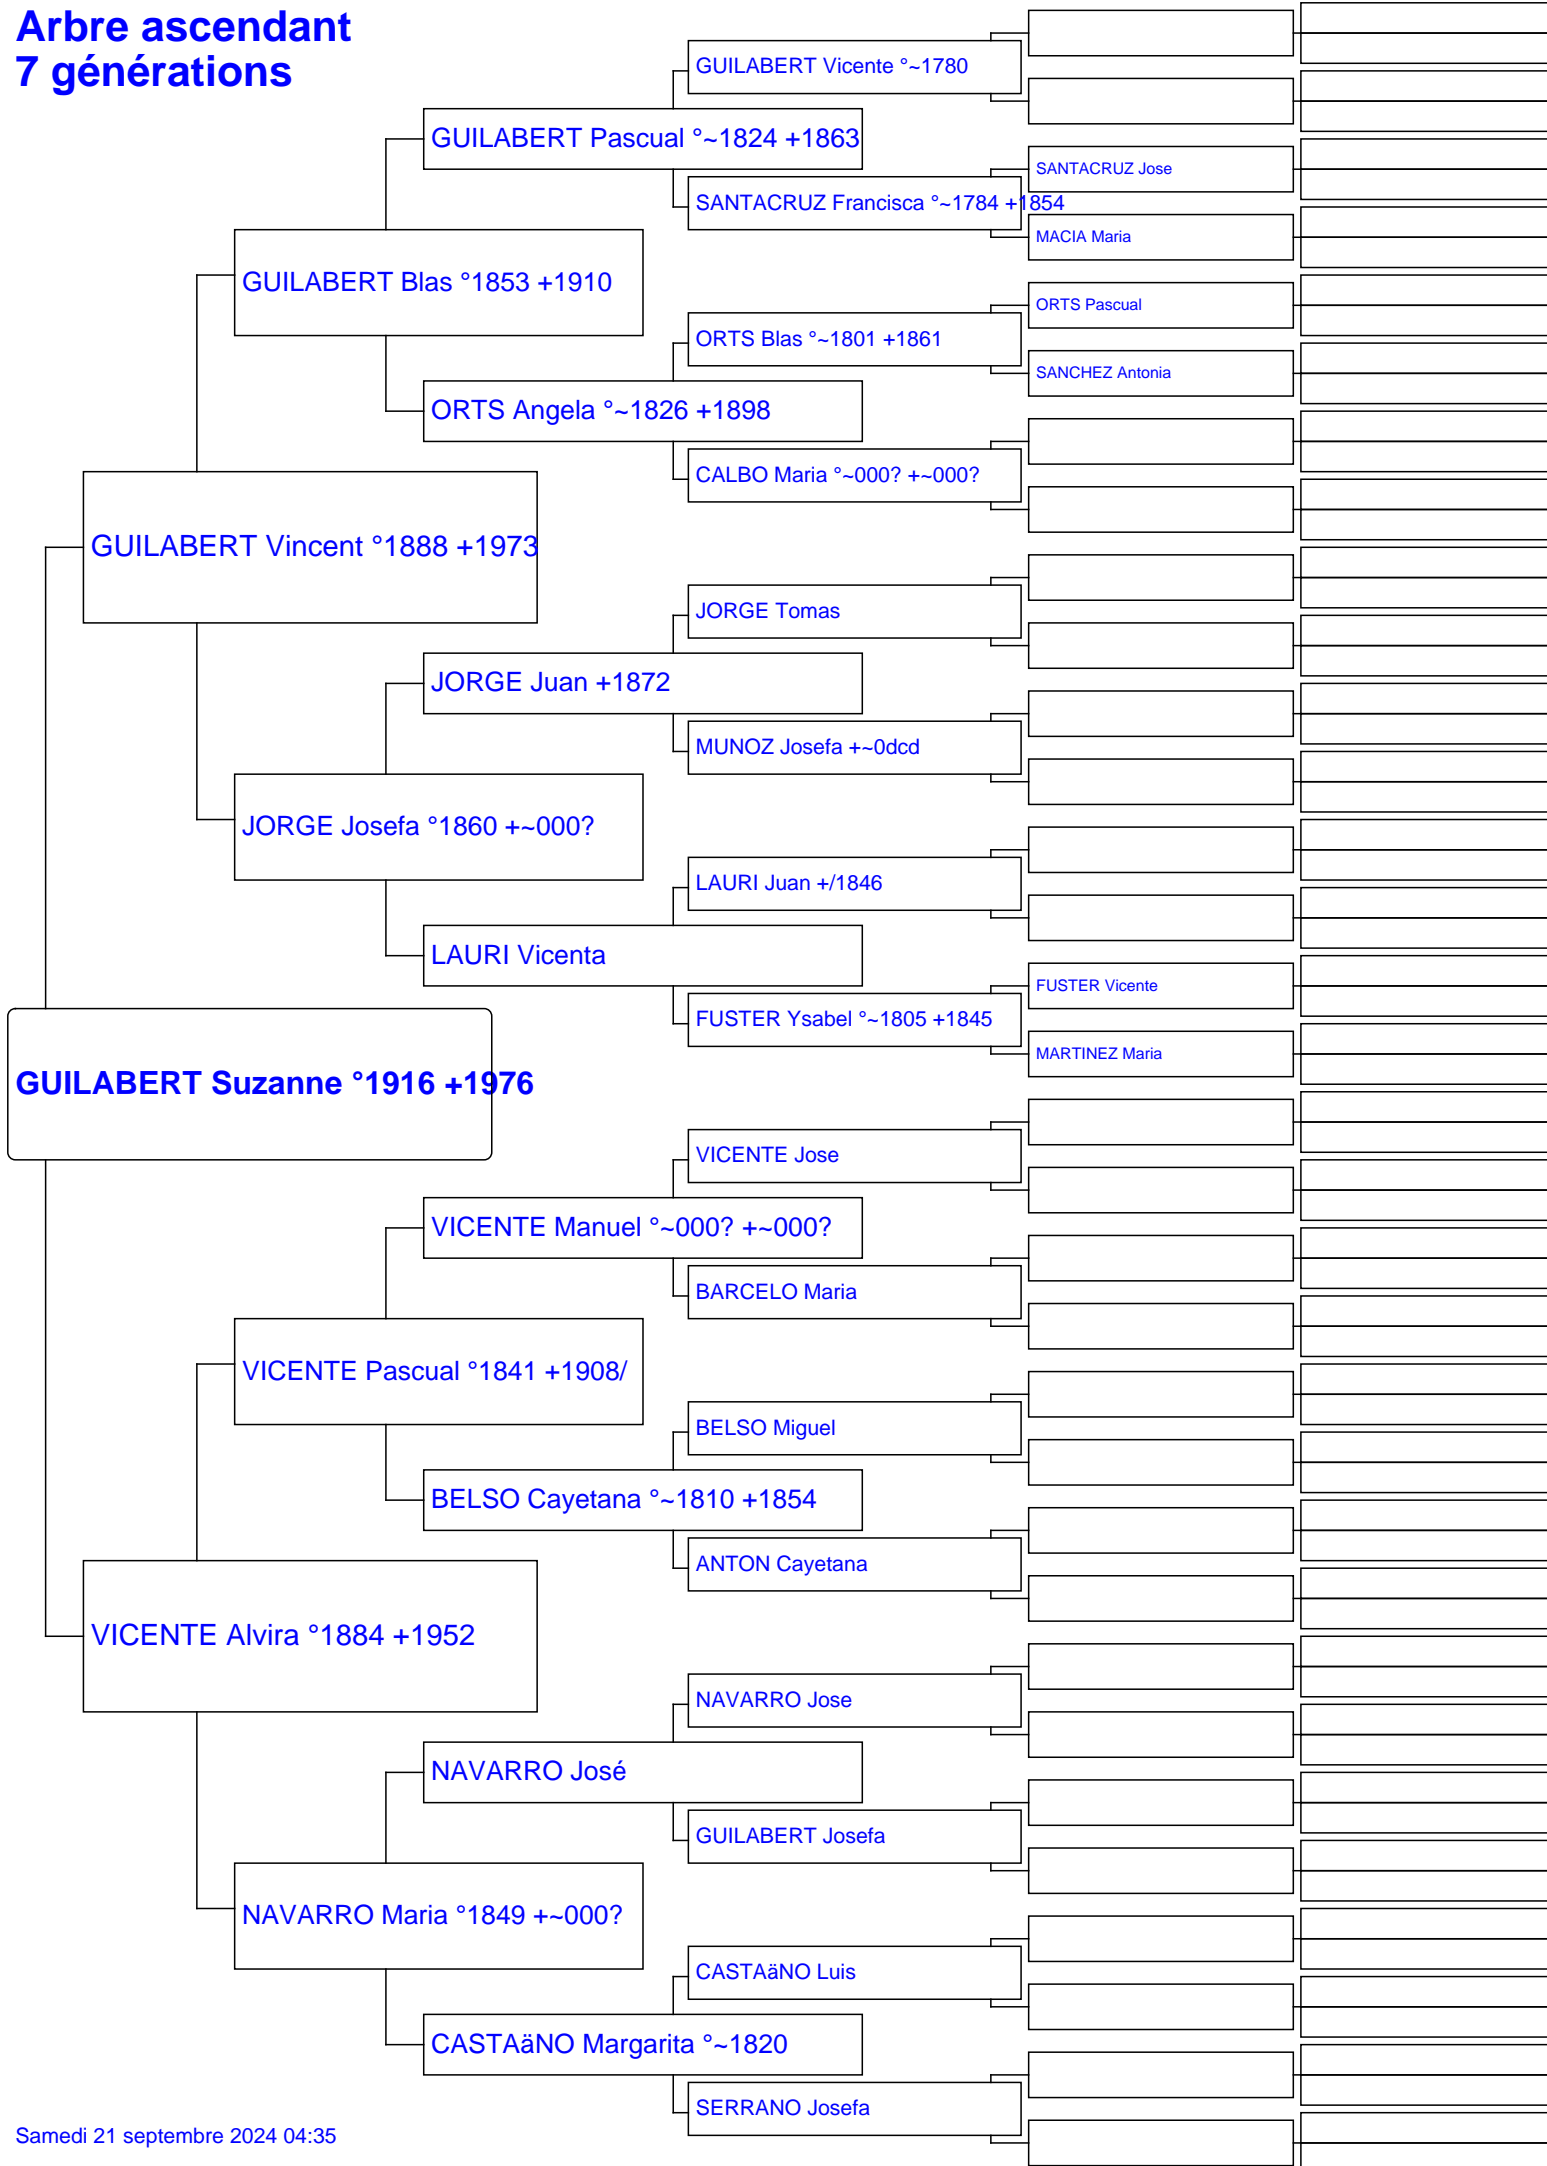 Arbre ascendant
7 générations
GUILABERT Vicente °~1780
GUILABERT Pascual °~1824 +1863
SANTACRUZ Jose
SANTACRUZ Francisca °~1784 +1854
MACIA Maria
GUILABERT Blas °1853 +1910
ORTS Pascual
ORTS Blas °~1801 +1861
SANCHEZ Antonia
ORTS Angela °~1826 +1898
CALBO Maria °~000? +~000?
GUILABERT Vincent °1888 +1973
JORGE Tomas
JORGE Juan +1872
MUNOZ Josefa +~0dcd
JORGE Josefa °1860 +~000?
LAURI Juan +/1846
LAURI Vicenta
FUSTER Vicente
FUSTER Ysabel °~1805 +1845
MARTINEZ Maria
GUILABERT Suzanne °1916 +1976
VICENTE Jose
VICENTE Manuel °~000? +~000?
BARCELO Maria
VICENTE Pascual °1841 +1908/
BELSO Miguel
BELSO Cayetana °~1810 +1854
ANTON Cayetana
VICENTE Alvira °1884 +1952
NAVARRO Jose
NAVARRO José
GUILABERT Josefa
NAVARRO Maria °1849 +~000?
CASTAäNO Luis
CASTAäNO Margarita °~1820
SERRANO Josefa
Samedi 21 septembre 2024 04:35